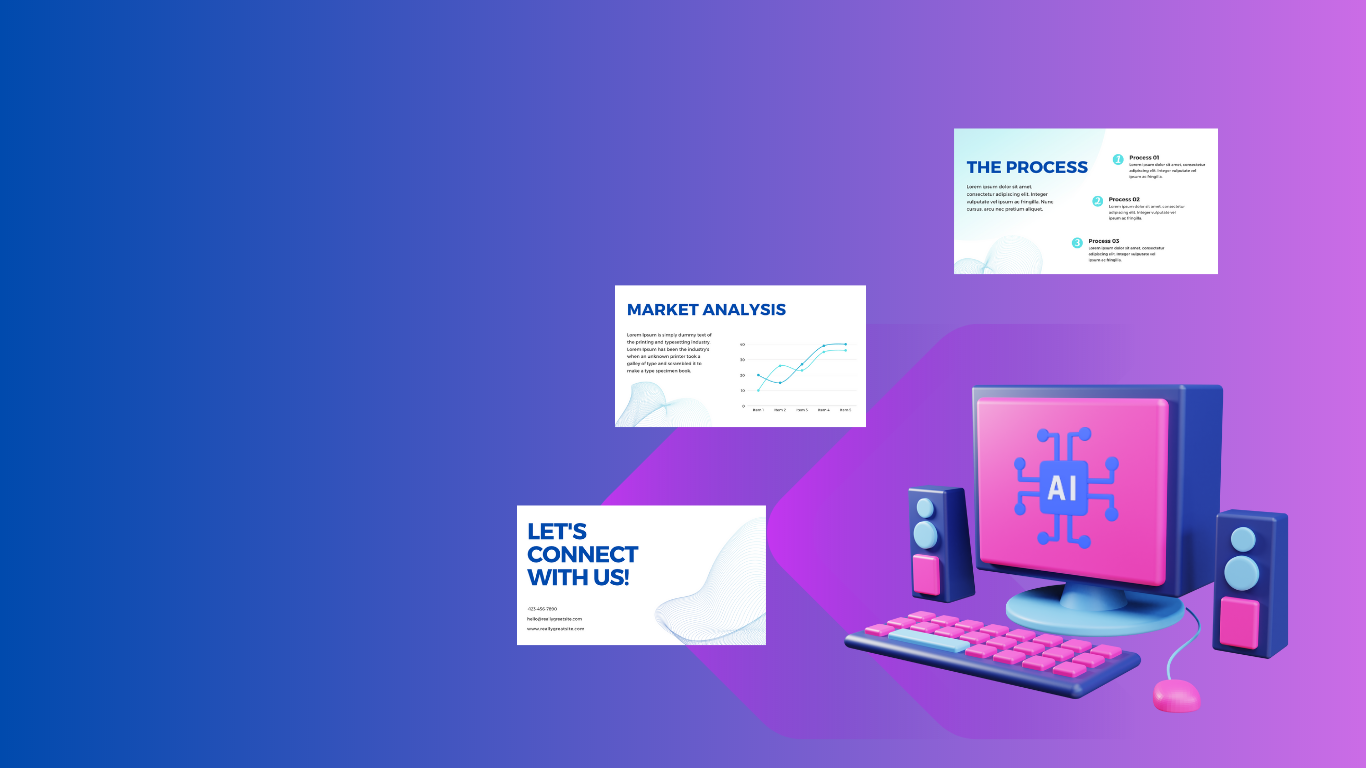 THE PROCESS
Lorem ipsum dolor sit amet,
consectetur adipiscing elit. Integer
vulputate vel ipsum ac fringilla. Nunc
cursus, arcu nec pretium aliquet.
1
Process 01
Lorem ipsum dolor sit amet, consectetur
adipiscing elit. Integer vulputate vel
ipsum ac fringilla.
2
Process 02
Lorem ipsum dolor sit amet, consectetur
adipiscing elit. Integer vulputate vel
ipsum ac fringilla.
3
Process 03
Lorem ipsum dolor sit amet, consectetur
adipiscing elit. Integer vulputate vel
ipsum ac fringilla.
MARKET ANALYSIS
Lorem Ipsum is simply dummy text of
the printing and typesetting industry.
Lorem Ipsum has been the industry's
when an unknown printer took a
galley of type and scrambled it to
make a type specimen book.
40
30
20
10
0
Item 1 Item 2 Item 3 Item 4 Item 5
AI
LET'S
CONNECT
WITH US!
123-456-7890
hello@reallygreatsite.com
www.reallygreatsite.com